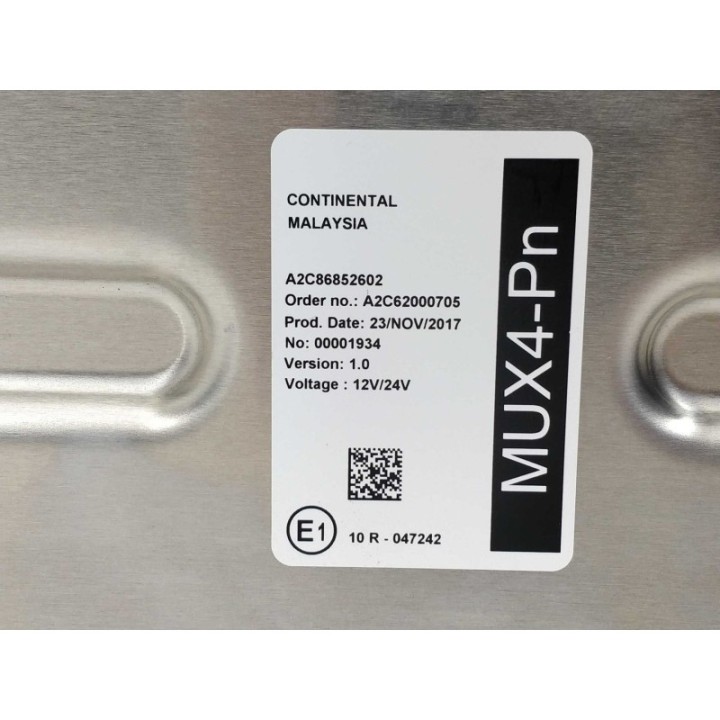 CONTINENTAL
MALAYSIA
A2C86852602
Order no.: A2C62000705
Prod. Date: 23/NOV/2017
No: 00001934
Version: 1.0
Voltage : 12V/24V
E1
10 R - 047242
MUX4-Pn